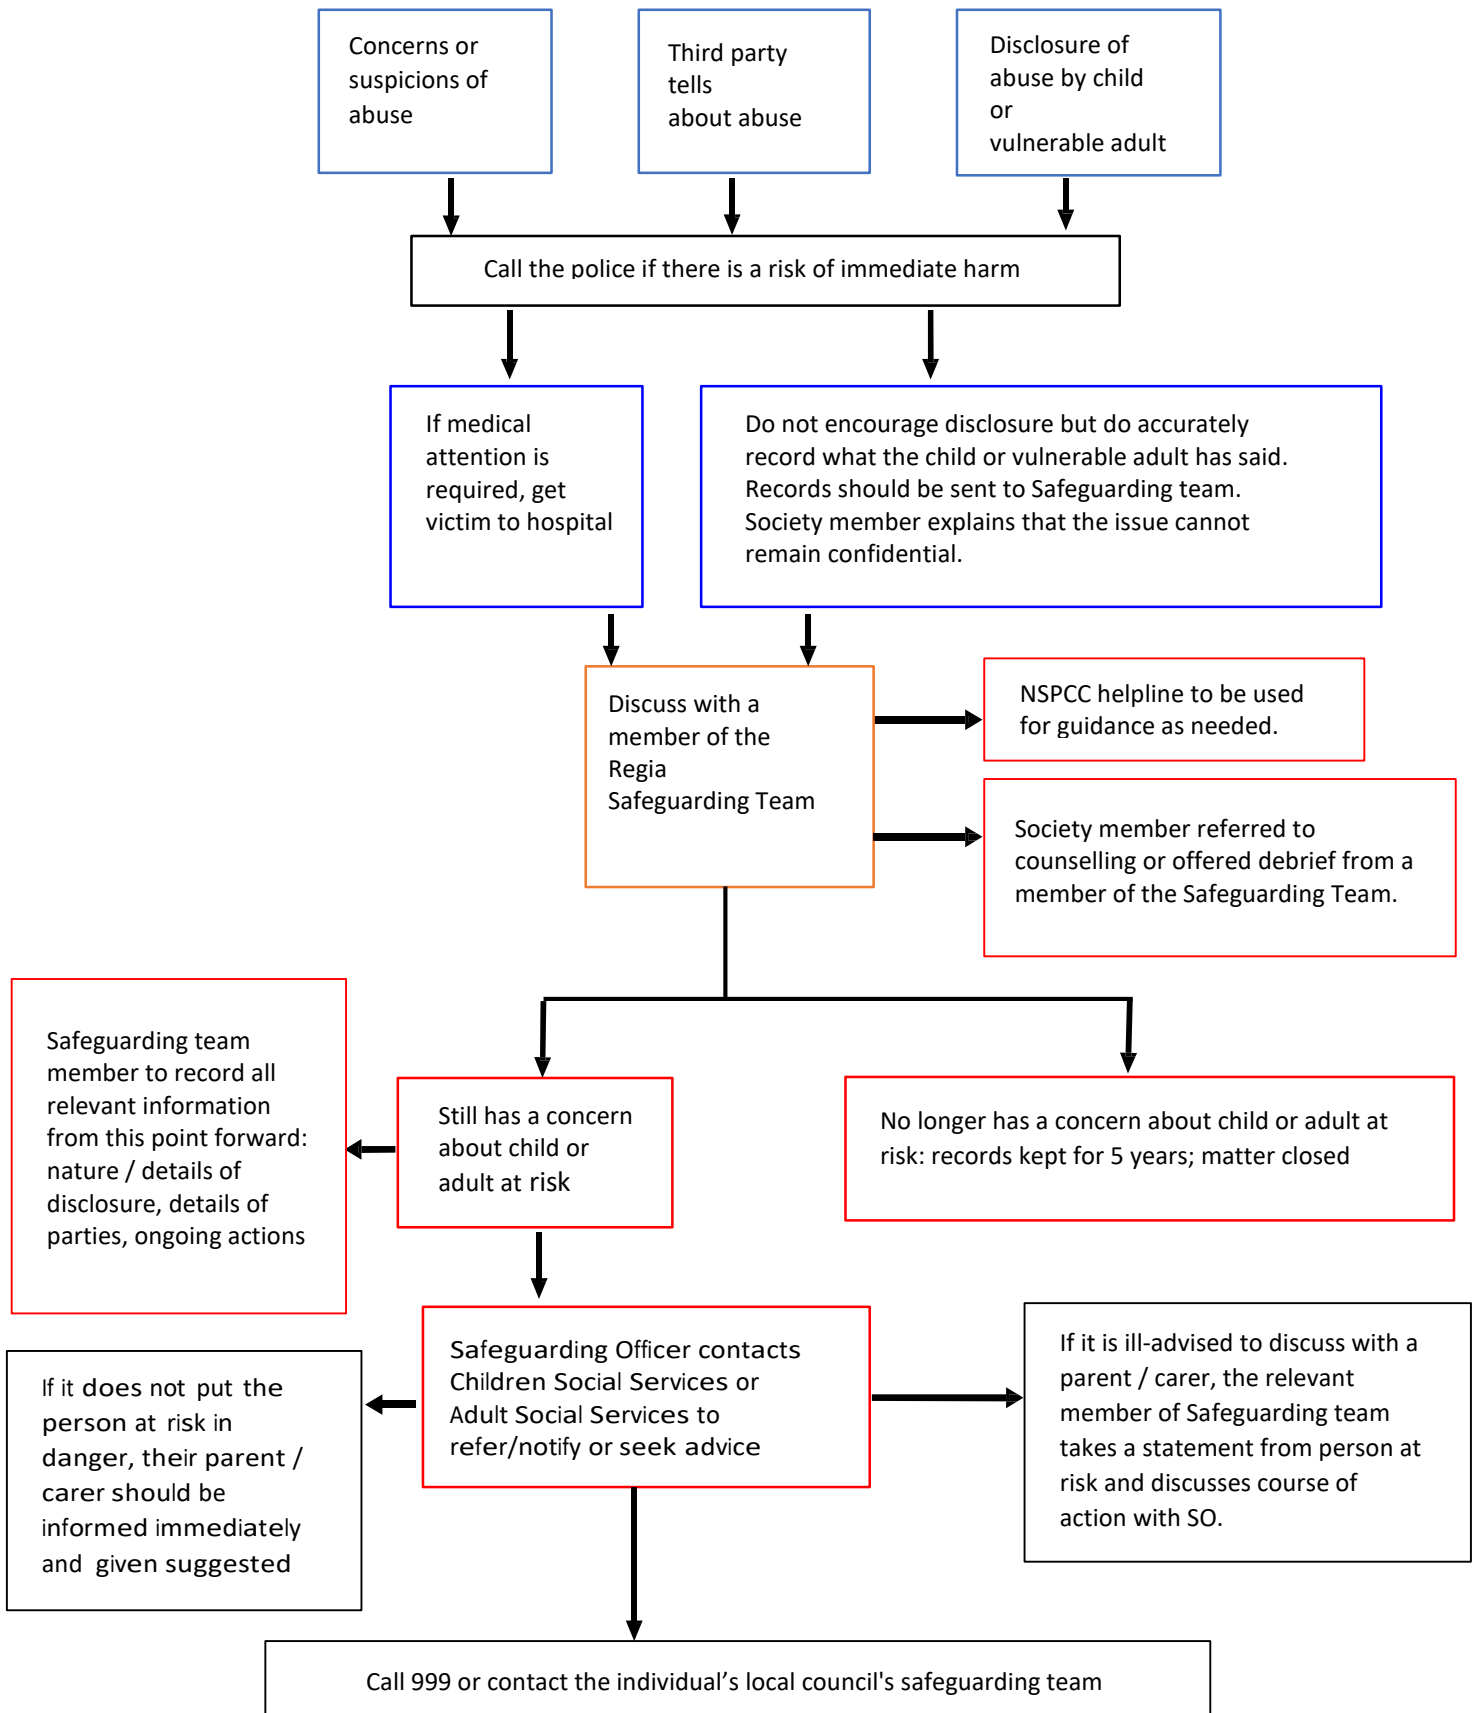 Concerns or
suspicions of
abuse
Third party
tells
about abuse
Disclosure of
abuse by child
or
vulnerable adult
Call the police if there is a risk of immediate harm
If medical
attention is
required, get
victim to hospital
Do not encourage disclosure but do accurately
record what the child or vulnerable adult has said.
Records should be sent to Safeguarding team.
Society member explains that the issue cannot
remain confidential.
Discuss with a
member of the
Regia
Safeguarding Team
NSPCC helpline to be used
for guidance as needed.
Society member referred to
counselling or offered debrief from a
member of the Safeguarding Team.
Safeguarding team
member to record all
relevant information
from this point forward:
nature / details of
disclosure, details of
parties, ongoing actions
Still has a concern
about child or
adult at risk
No longer has a concern about child or adult at
risk: records kept for 5 years; matter closed
Safeguarding Officer contacts
Children Social Services or
Adult Social Services to
refer/notify or seek advice
If it does not put the
person at risk in
danger, their parent /
carer should be
informed immediately
and given suggested
If it is ill-advised to discuss with a
parent / carer, the relevant
member of Safeguarding team
takes a statement from person at
risk and discusses course of
action with SO.
Call 999 or contact the individual’s local council's safeguarding team